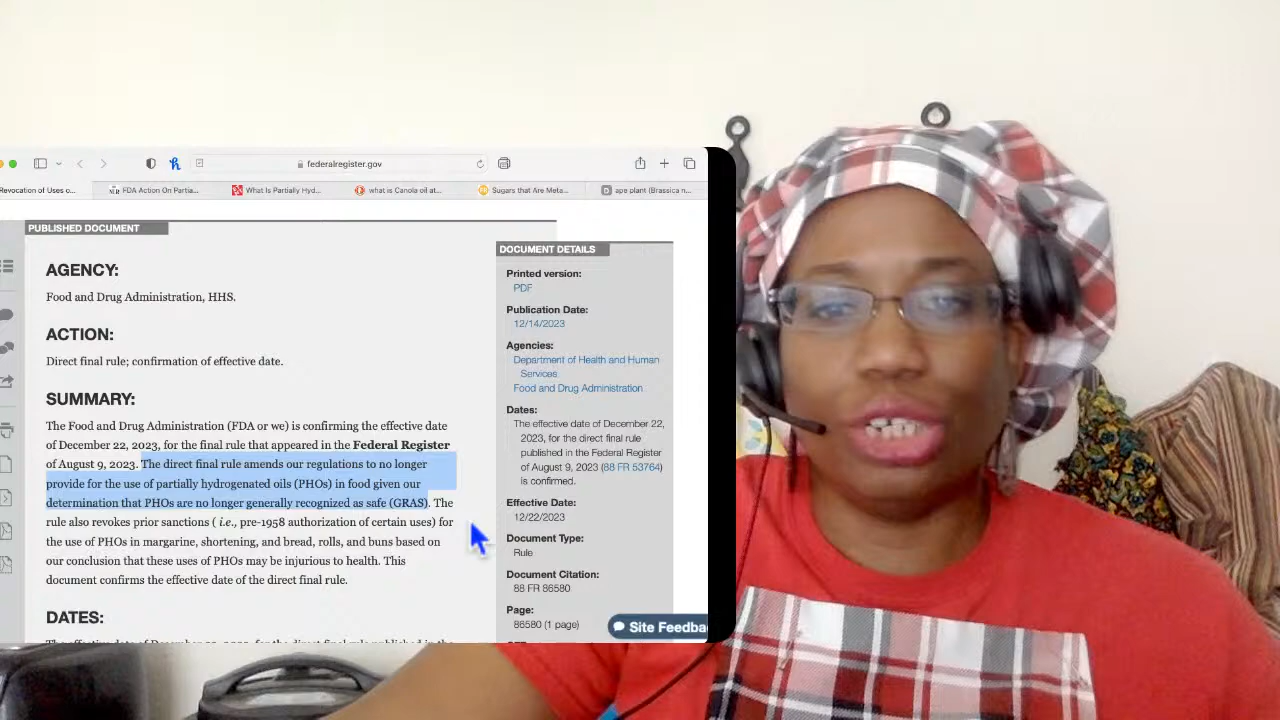 federalregister.gov
Revocation of Uses o...
FDA Action On Partia...
What Is Partially Hyd...
what is Canola oil at...
Sugars that Are Meta...
ape plant (Brassica n...
PUBLISHED DOCUMENT
AGENCY:
Food and Drug Administration, HHS.
ACTION:
Direct final rule; confirmation of effective date.
SUMMARY:
The Food and Drug Administration (FDA or we) is confirming the effective date
of December 22, 2023, for the final rule that appeared in the Federal Register
of August 9, 2023. The direct final rule amends our regulations to no longer
provide for the use of partially hydrogenated oils (PHOs) in food given our
determination that PHOs are no longer generally recognized as safe (GRAS). The
rule also revokes prior sanctions ( i.e., pre-1958 authorization of certain uses) for
the use of PHOs in margarine, shortening, and bread, rolls, and buns based on
our conclusion that these uses of PHOs may be injurious to health. This
document confirms the effective date of the direct final rule.
DATES:
DOCUMENT DETAILS
Printed version:
PDF
Publication Date:
12/14/2023
Agencies:
Department of Health and Human
Services
Food and Drug Administration
Dates:
The effective date of December 22,
2023, for the direct final rule
published in the Federal Register
of August 9, 2023 (88 FR 53764)
is confirmed.
Effective Date:
12/22/2023
Document Type:
Rule
Document Citation:
88 FR 86580
Page:
86580 (1 page)
Site Feedba